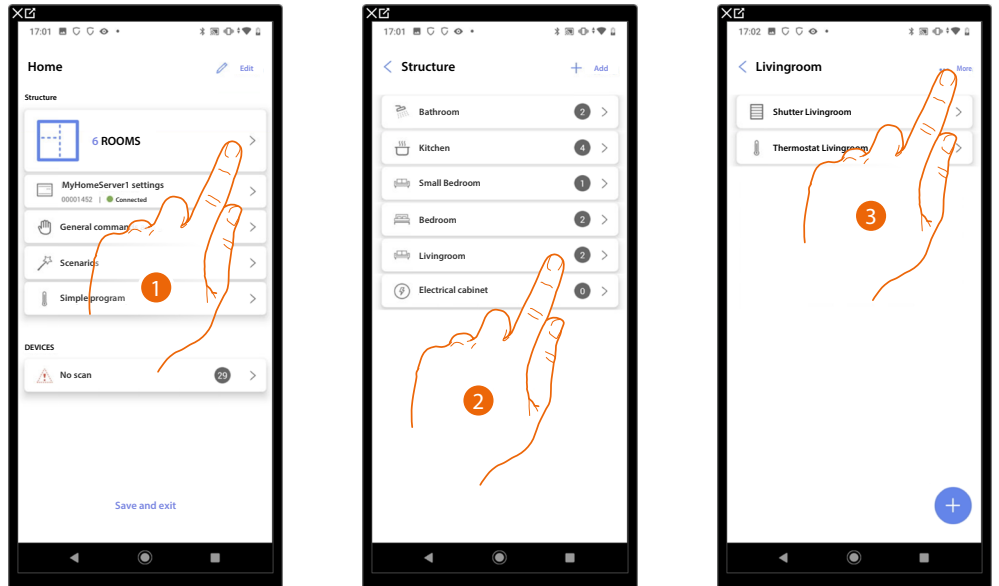 17:01
Home
Edit
Structure
6 ROOMS
MyHomeServer1 settings
00001452 | Connected
General comman
Scenarios
Simple program
1
DEVICES
No scan 29
Save and exit
17:01
Structure
Add
Bathroom 2
Kitchen 4
Small Bedroom 1
Bedroom 2
Livingroom 2
Electrical cabinet 0
2
17:02
Livingroom
More
Shutter Livingroom
Thermostat Livingroom
3